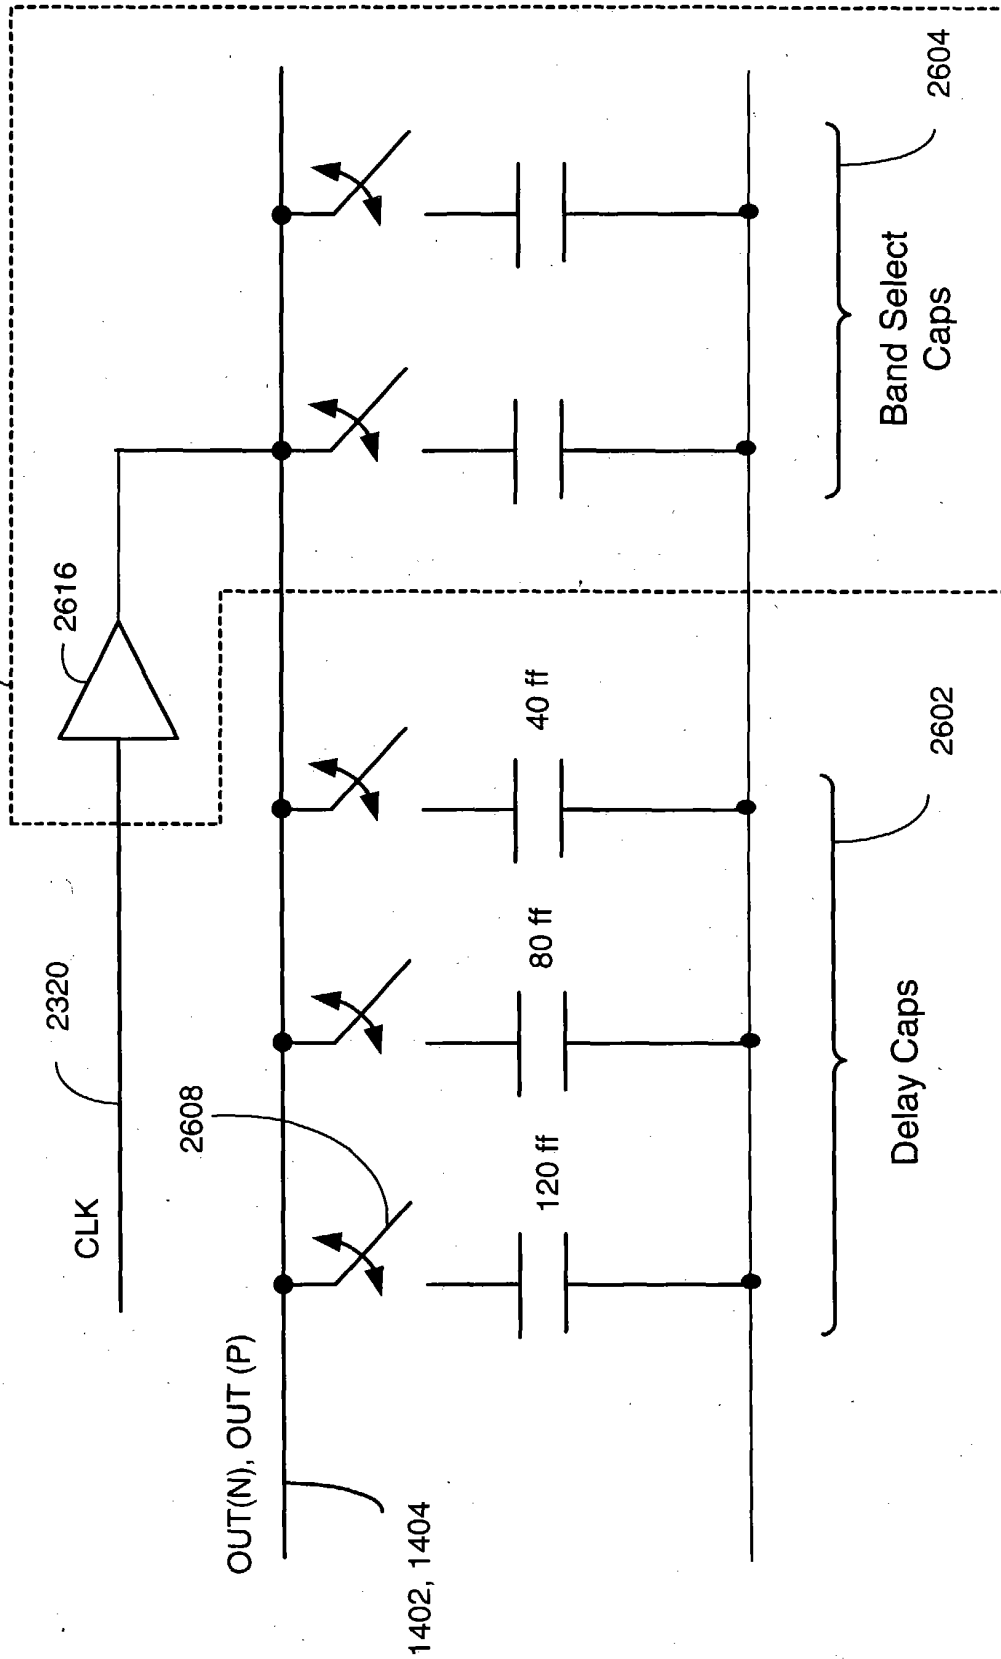 CLK
2320
2616
OUT(N), OUT (P)
1402, 1404
2608
120 ff
80 ff
40 ff
Delay Caps
2602
Band Select
Caps
2604